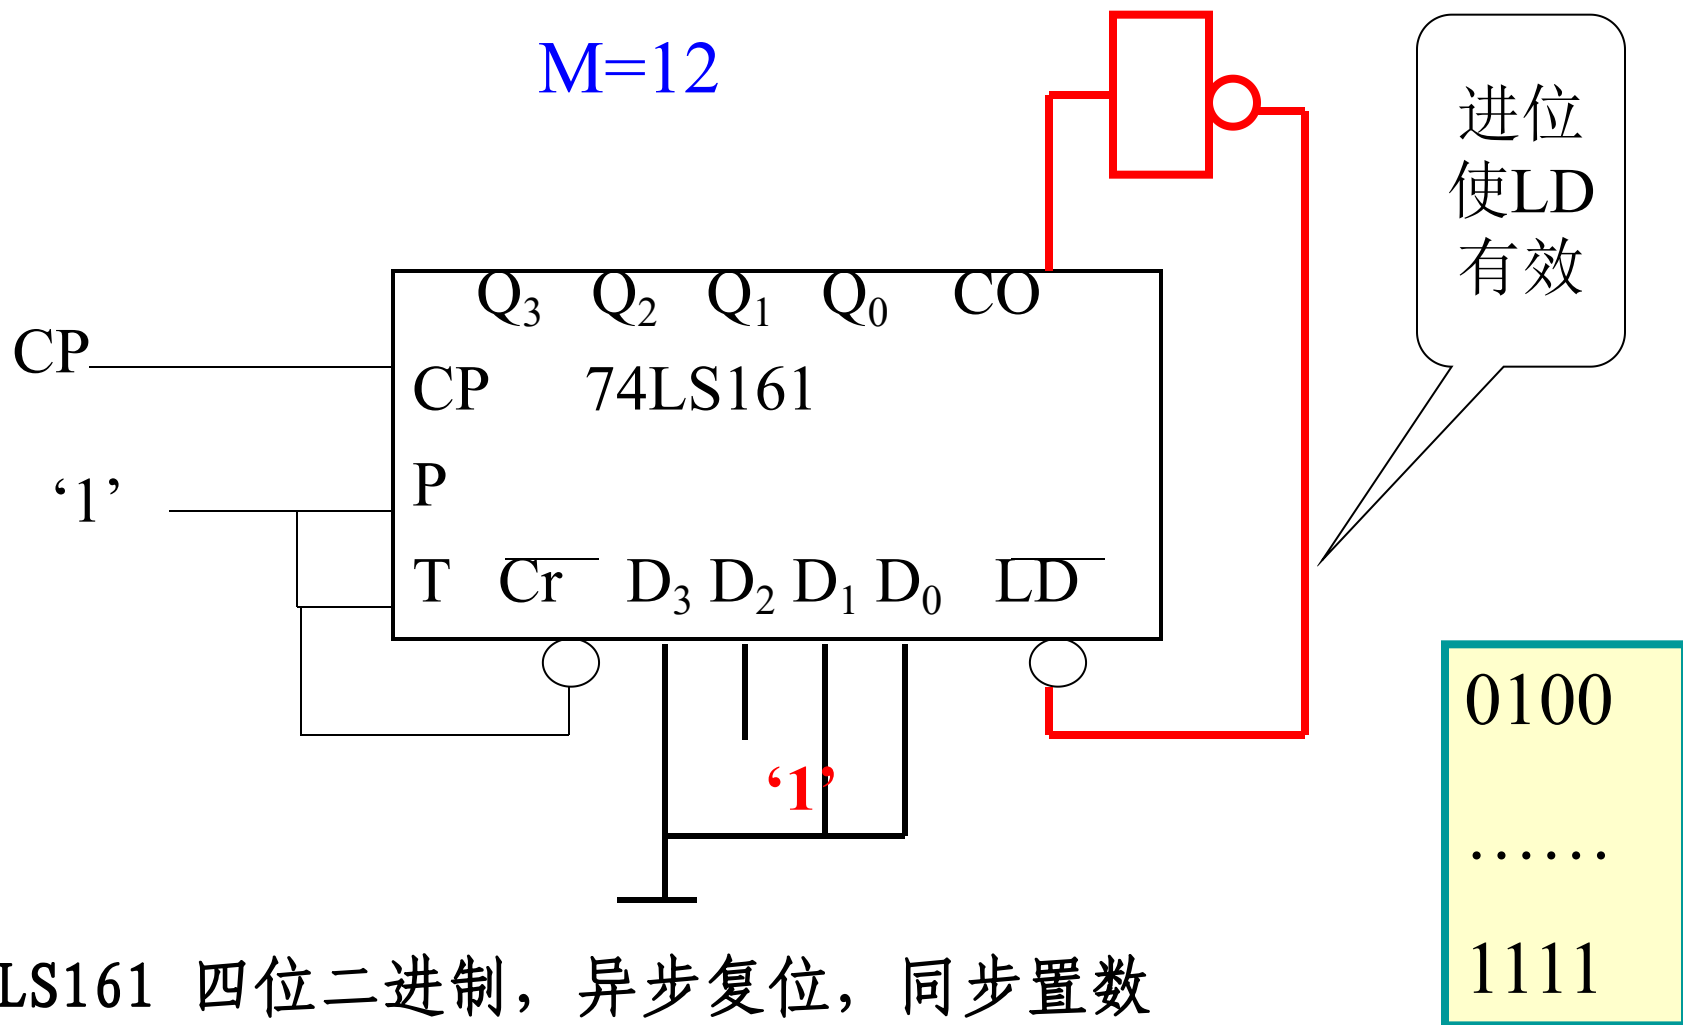 M=12
进位
使LD
有效
Q3 Q2 Q1 Q0 CO
CP
CP 74LS161
P
‘1’
T Cr D3 D2 D1 D0 LD
‘1’
0100
……
1111
LS161 四位二进制，异步复位，同步置数